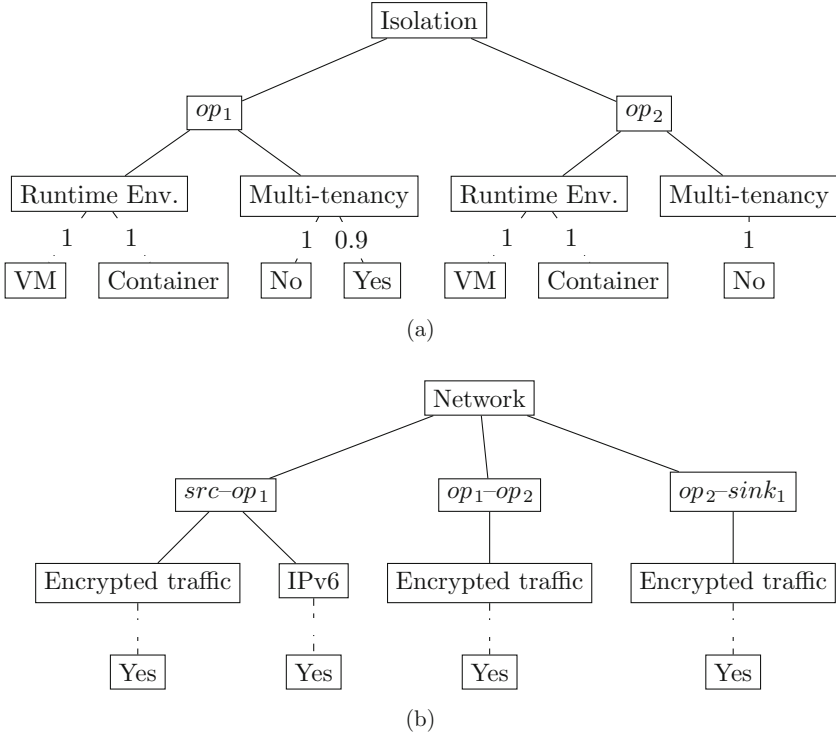 Isolation
op1 op2
Runtime Env. Multi-tenancy Runtime Env. Multi-tenancy
1 1 1 0.9 1 1 1
VM Container No Yes VM Container No
(a)
Network
src–op1 op1–op2 op2–sink1
Encrypted traffic IPv6 Encrypted traffic Encrypted traffic
Yes Yes Yes Yes
(b)